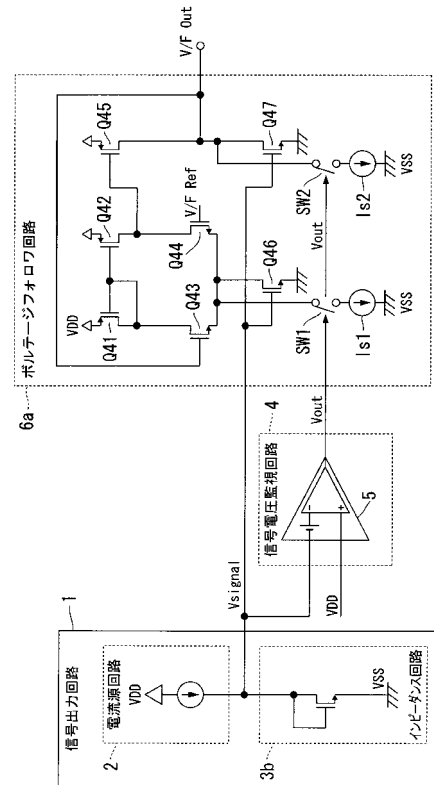 1
信号出力回路
2
電流源回路
VDD
3b
インピーダンス回路
VSS
Vsignal
4
信号電圧監視回路
-
+
5
VDD
Vout
6a
ボルテージフォロワ回路
VDD
Q41
Q42
Q45
Q43
Q44
V/F Ref
Q46
Q47
V/F Out
SW1
Vout
SW2
Is1
VSS
Is2
VSS